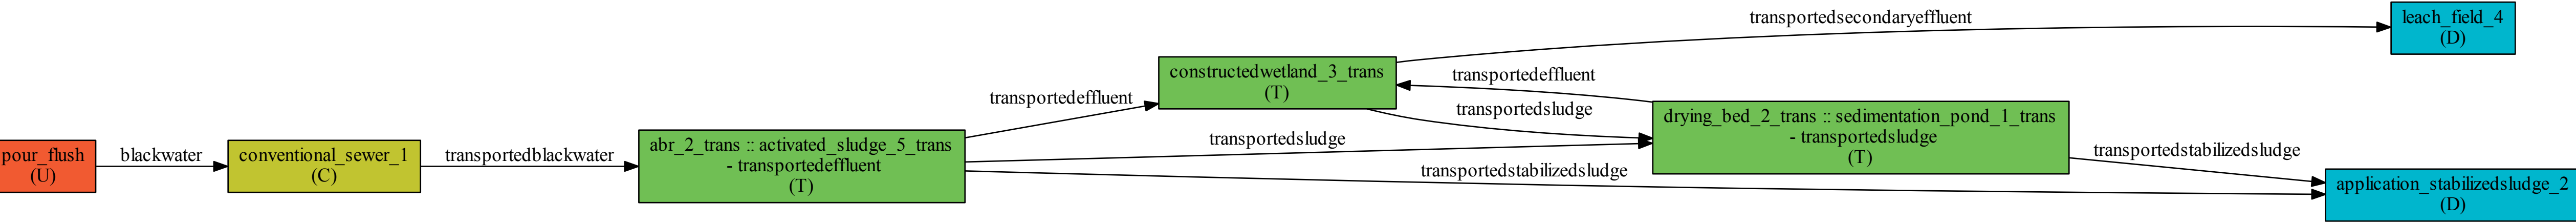 pour_flush
(U)
blackwater
conventional_sewer_1
(C)
transportedblackwater
abr_2_trans :: activated_sludge_5_trans
- transportedeffluent
(T)
transportedeffluent
transportedsludge
transportedstabilizedsludge
constructedwetland_3_trans
(T)
transportedsecondaryeffluent
transportedeffluent
transportedsludge
drying_bed_2_trans :: sedimentation_pond_1_trans
- transportedsludge
(T)
transportedstabilizedsludge
leach_field_4
(D)
application_stabilizedsludge_2
(D)